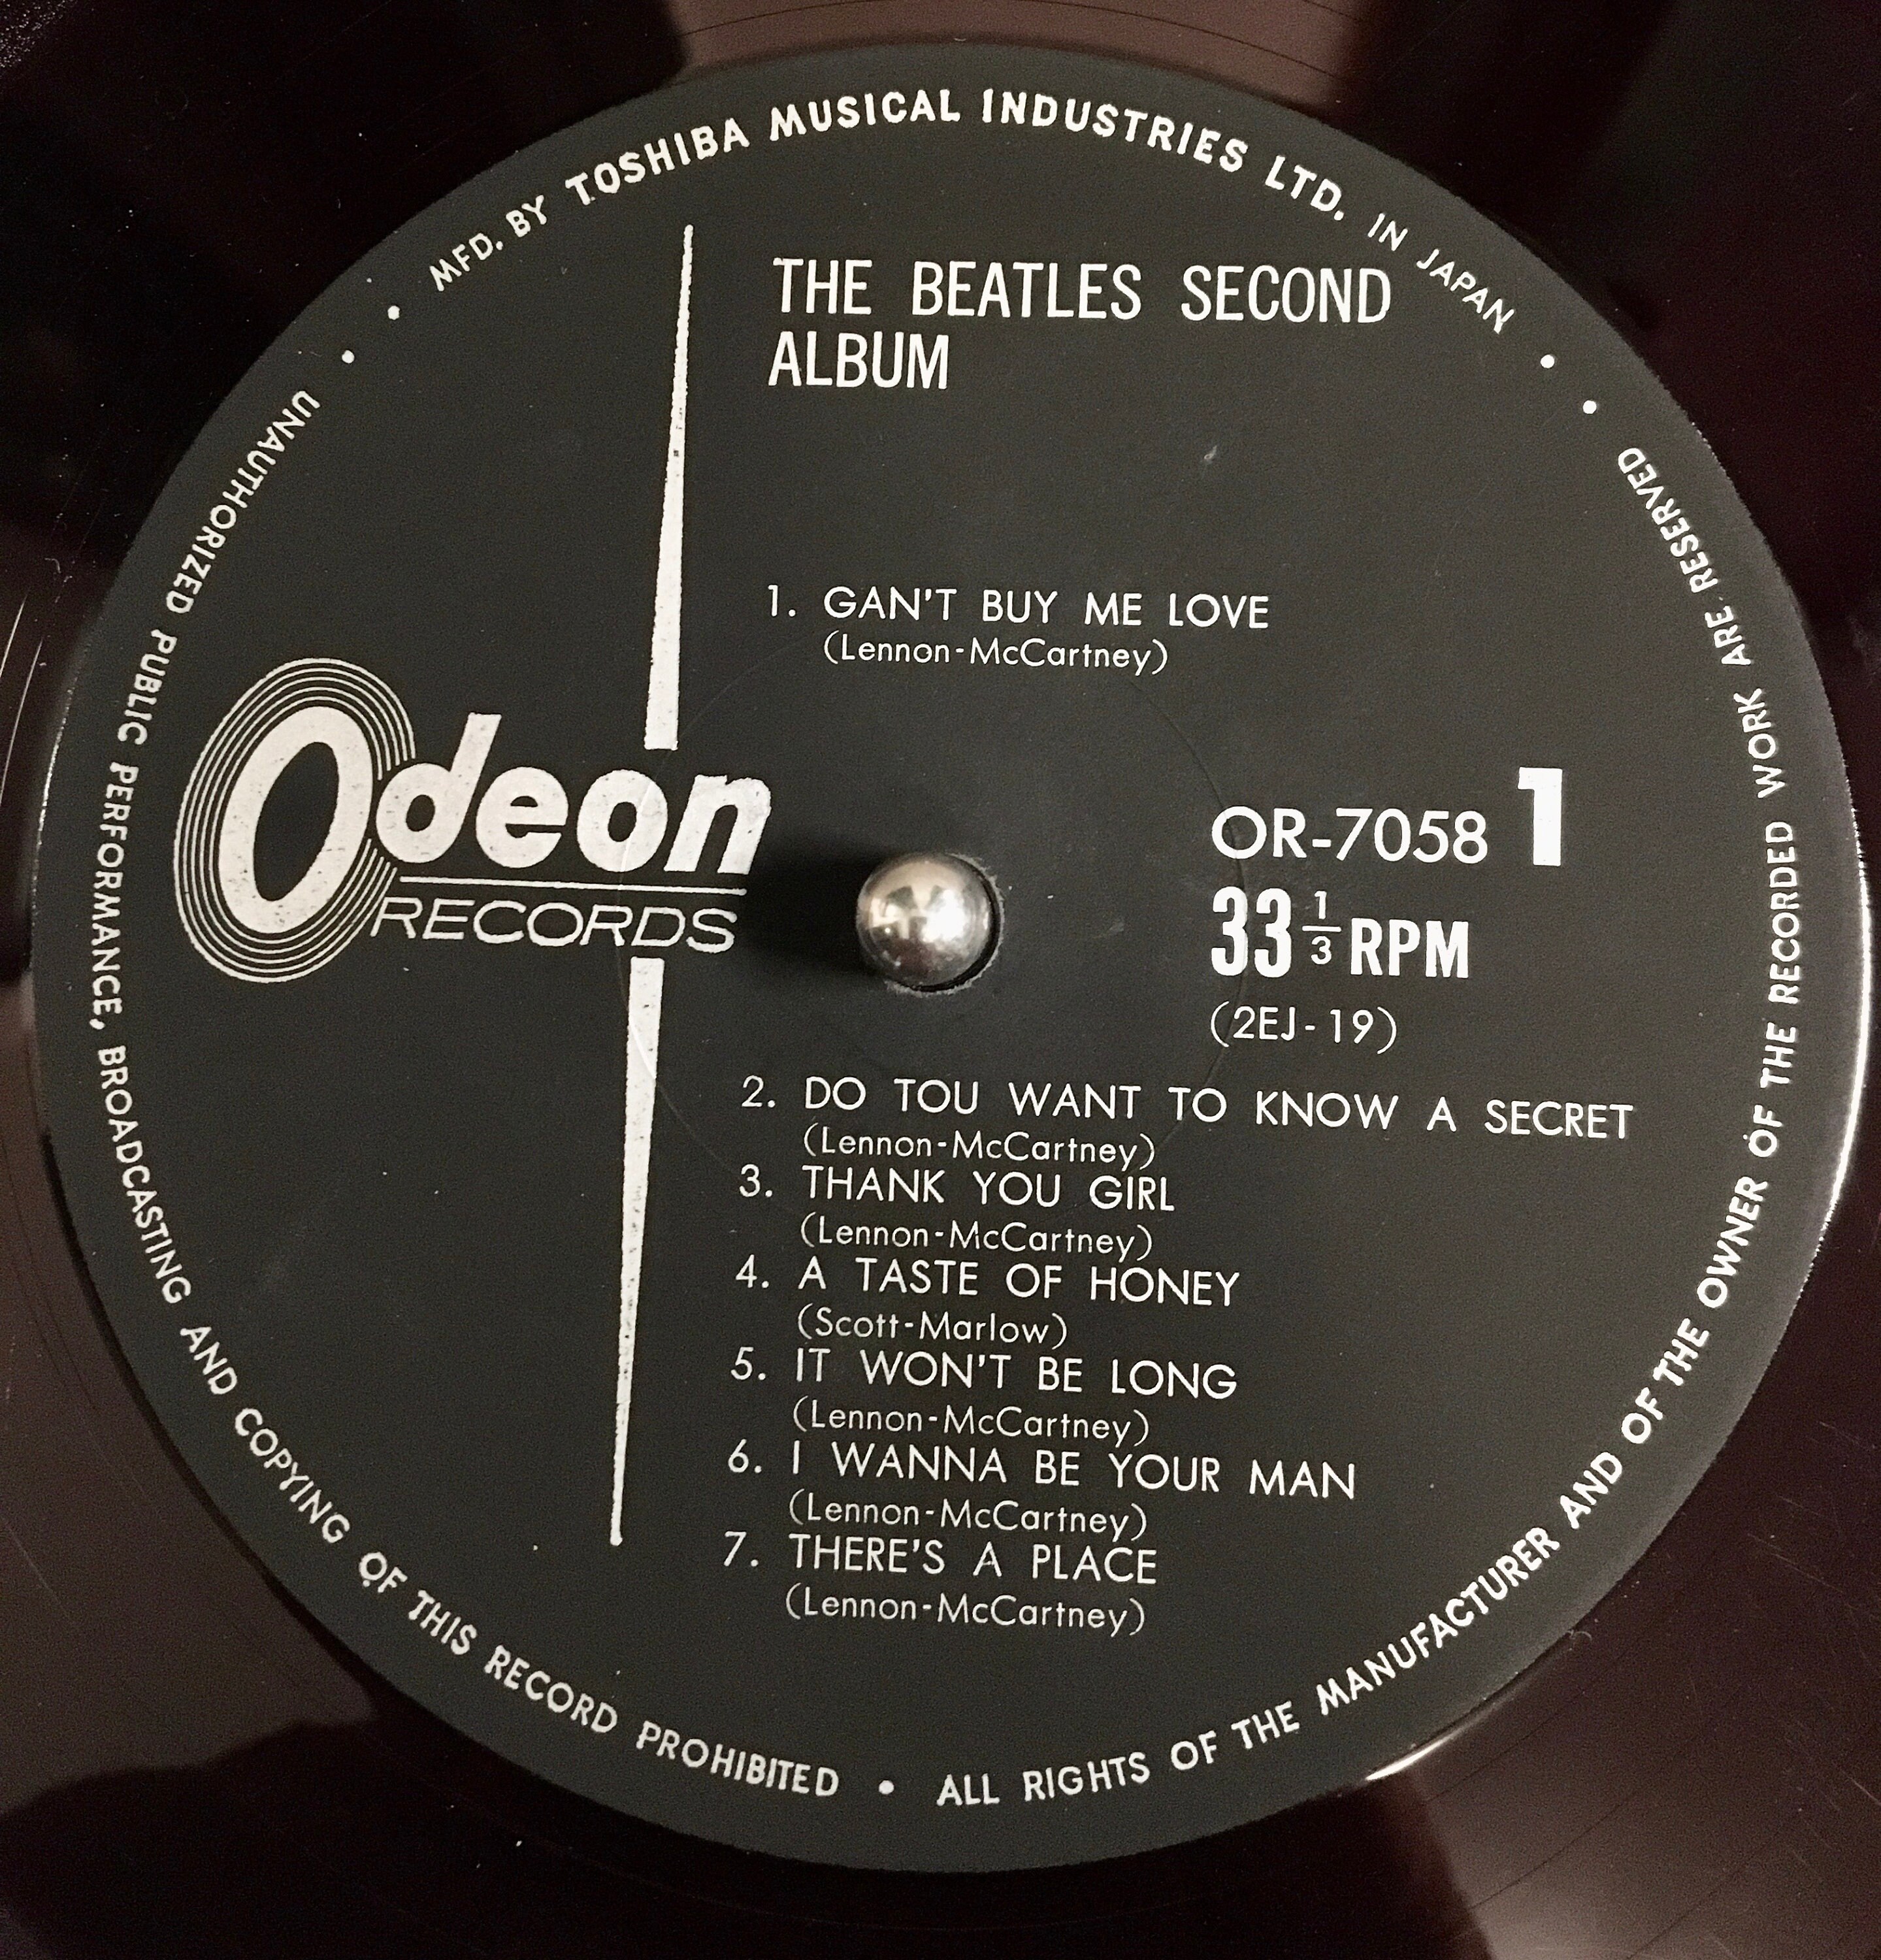 MFD. BY TOSHIBA MUSICAL INDUSTRIES LTD. IN JAPAN
THE BEATLES SECOND
ALBUM
1. GAN'T BUY ME LOVE
(Lennon-McCartney)
Odeon
RECORDS
OR-7058 1
33 1/3 RPM
(2EJ-19)
2. DO TOU WANT TO KNOW A SECRET
(Lennon-McCartney)
3. THANK YOU GIRL
(Lennon-McCartney)
4. A TASTE OF HONEY
(Scott-Marlow)
5. IT WON'T BE LONG
(Lennon-McCartney)
6. I WANNA BE YOUR MAN
(Lennon-McCartney)
7. THERE'S A PLACE
(Lennon-McCartney)
UNAUTHORIZED PUBLIC PERFORMANCE, BROADCASTING AND COPYING OF THIS RECORD PROHIBITED • ALL RIGHTS OF THE MANUFACTURER AND OF THE OWNER OF THE RECORDED WORK ARE RESERVED